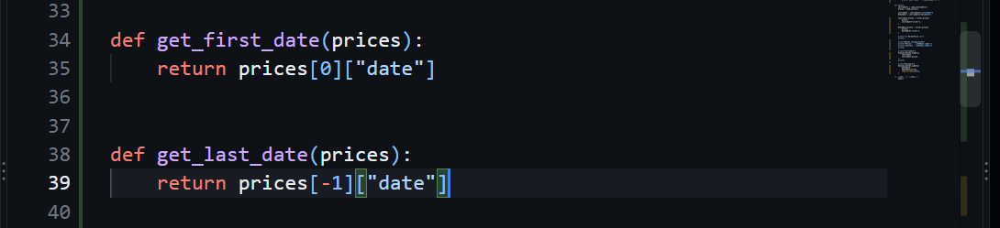 33
34 def get_first_date(prices):
35     return prices[0]["date"]
36
37
38 def get_last_date(prices):
39     return prices[-1]["date"]
40